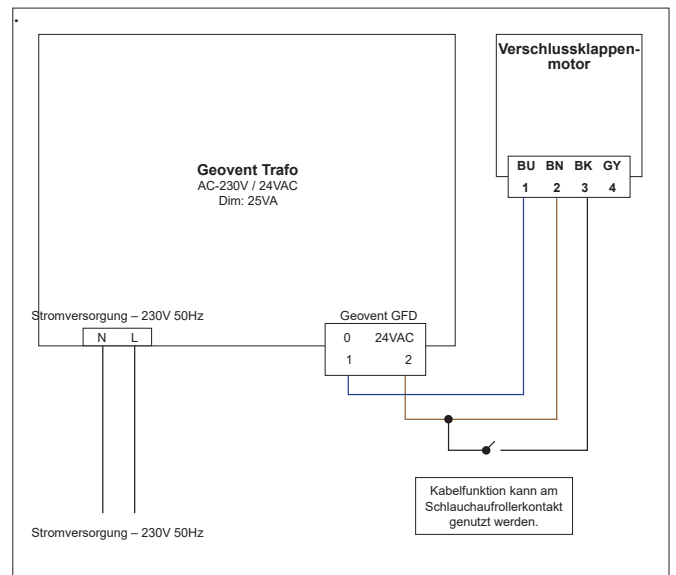 .
Verschlussklappen-
motor
Geovent Trafo
AC-230V / 24VAC
Dim: 25VA
BU BN BK GY
1 2 3 4
Stromversorgung – 230V 50Hz
N L
Geovent GFD
0 24VAC
1 2
Kabelfunktion kann am
Schlauchaufrollerkontakt
genutzt werden.
Stromversorgung – 230V 50Hz